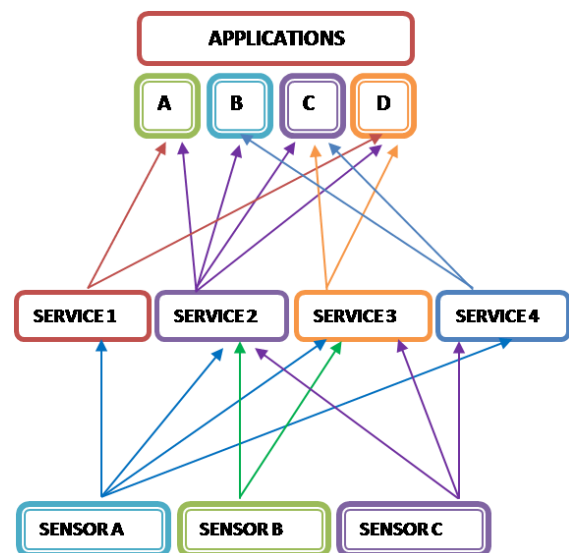 APPLICATIONS
A B C D
SERVICE 1 SERVICE 2 SERVICE 3 SERVICE 4
SENSOR A SENSOR B SENSOR C